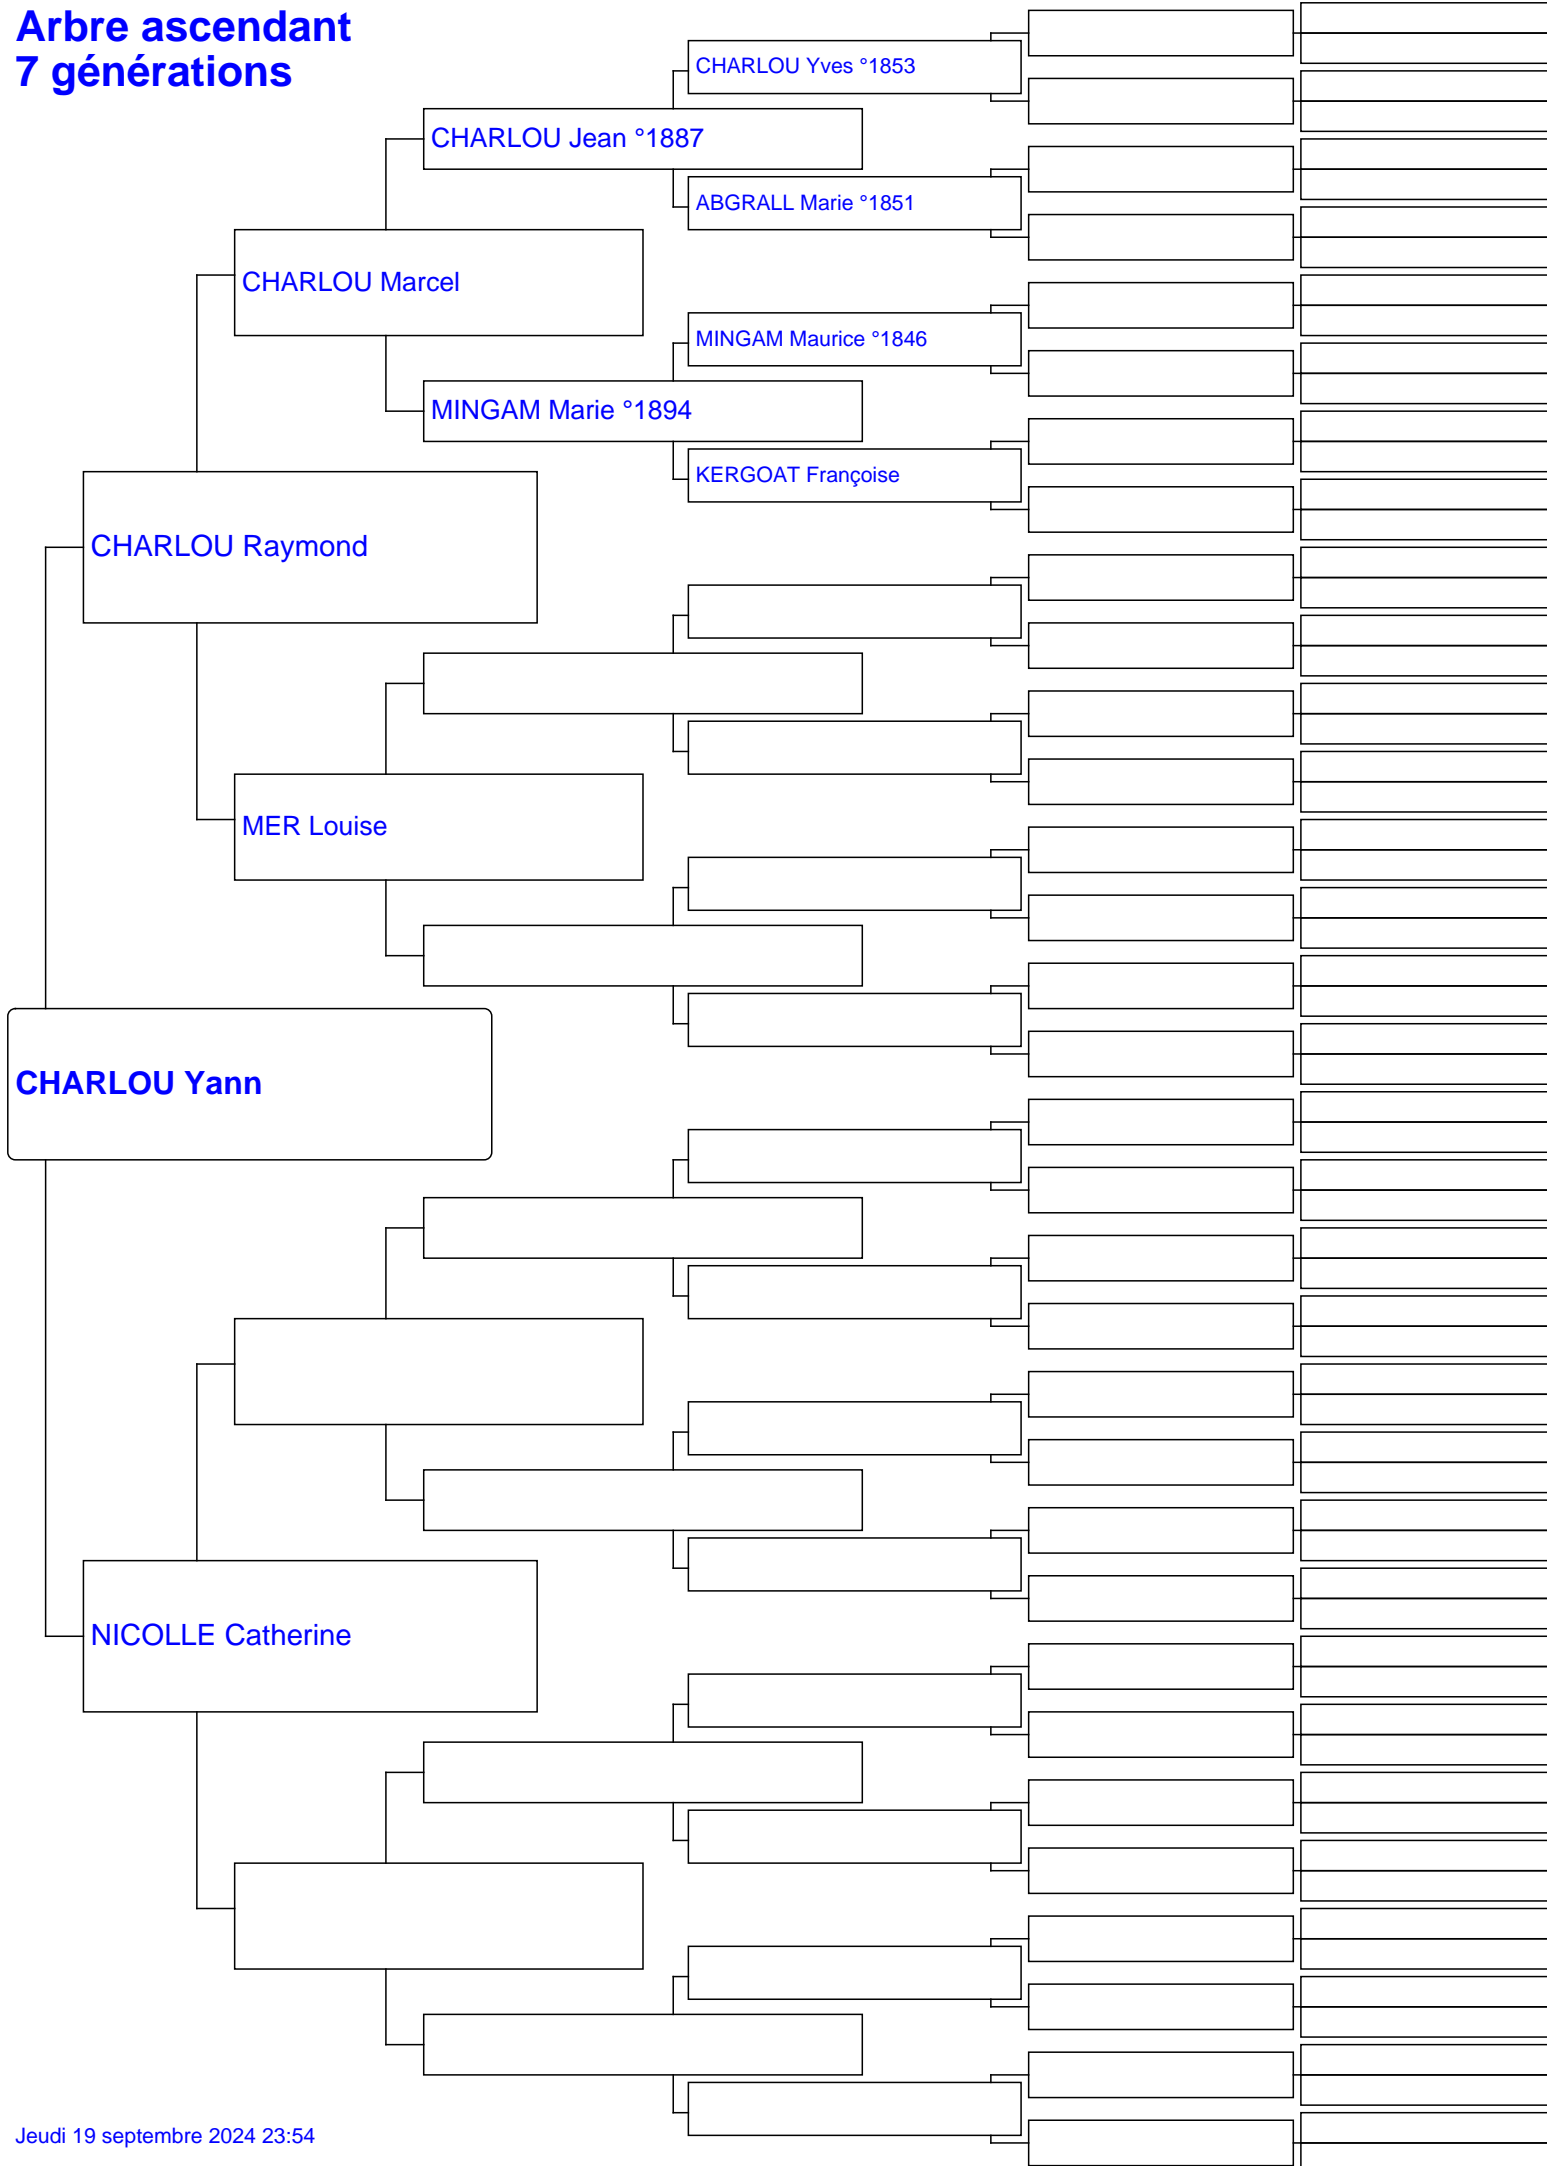 Arbre ascendant
7 générations
CHARLOU Yves °1853
CHARLOU Jean °1887
ABGRALL Marie °1851
CHARLOU Marcel
MINGAM Maurice °1846
MINGAM Marie °1894
KERGOAT Françoise
CHARLOU Raymond
MER Louise
CHARLOU Yann
NICOLLE Catherine
Jeudi 19 septembre 2024 23:54